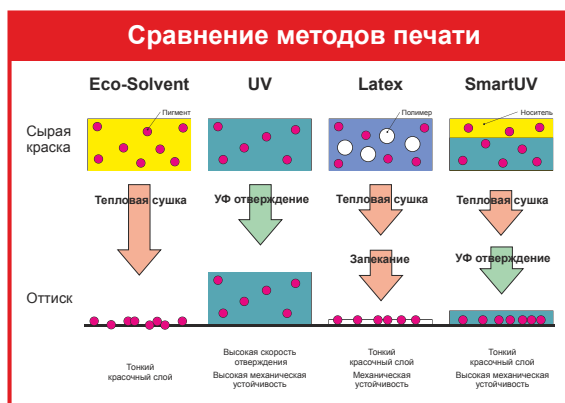 Сравнение методов печати
Eco-Solvent UV Latex SmartUV
Пигмент Полимер Носитель
Сырая
краска
Тепловая сушка УФ отверждение Тепловая сушка Тепловая сушка
Запекание УФ отверждение
Оттиск
Тонкий
красочный слой
Высокая скорость
отверждения
Высокая механическая
устойчивость
Тонкий
красочный слой
Механическая
устойчивость
Тонкий
красочный слой
Высокая механическая
устойчивость